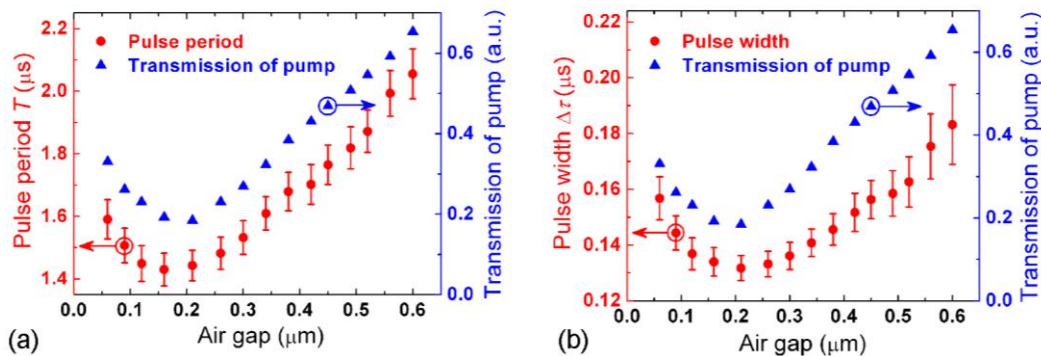 2.2
2.0
1.8
1.6
1.4
Pulse period T (μs)
Pulse period
Transmission of pump
0.6
0.4
0.2
0.0
Transmission of pump (a.u.)
0.0 0.1 0.2 0.3 0.4 0.5 0.6
Air gap (μm)
(a)
0.22
0.20
0.18
0.16
0.14
0.12
Pulse width Δτ (μs)
Pulse width
Transmission of pump
0.6
0.4
0.2
0.0
Transmission of pump (a.u.)
0.0 0.1 0.2 0.3 0.4 0.5 0.6
Air gap (μm)
(b)